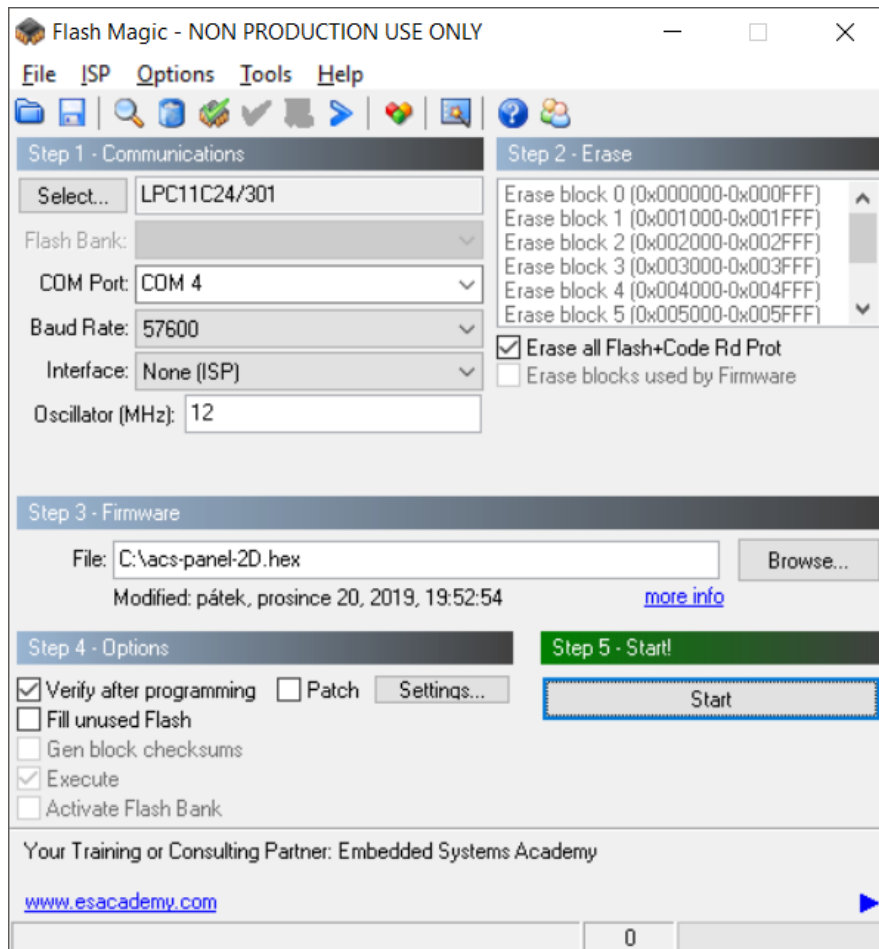 Flash Magic - NON PRODUCTION USE ONLY
File ISP Options Tools Help
Step 1 - Communications
Select... LPC11C24/301
Flash Bank:
COM Port: COM 4
Baud Rate: 57600
Interface: None (ISP)
Oscillator (MHz): 12
Step 2 - Erase
Erase block 0 (0x000000-0x000FFF)
Erase block 1 (0x001000-0x001FFF)
Erase block 2 (0x002000-0x002FFF)
Erase block 3 (0x003000-0x003FFF)
Erase block 4 (0x004000-0x004FFF)
Erase block 5 (0x005000-0x005FFF)
Erase all Flash+Code Rd Prot
Erase blocks used by Firmware
Step 3 - Firmware
File: C:\acs-panel-2D.hex Browse...
Modified: pátek, prosince 20, 2019, 19:52:54 more info
Step 4 - Options
Verify after programming Patch Settings...
Fill unused Flash
Gen block checksums
Execute
Activate Flash Bank
Step 5 - Start!
Start
Your Training or Consulting Partner: Embedded Systems Academy
www.esacademy.com
0